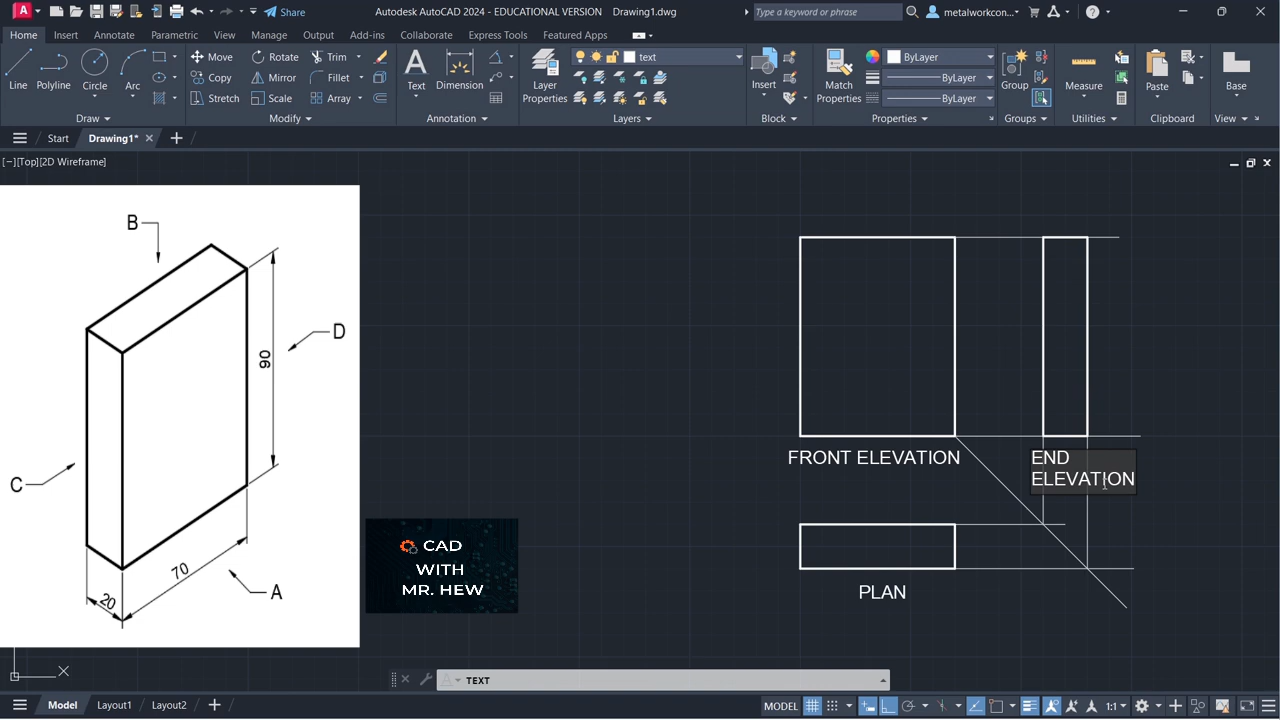 Share
Autodesk AutoCAD 2024 - EDUCATIONAL VERSION Drawing1.dwg
Type a keyword or phrase
metalworkcon...
Home Insert Annotate Parametric View Manage Output Add-ins Collaborate Express Tools Featured Apps
Line Polyline Circle Arc
Move Rotate Trim
Copy Mirror Fillet
Stretch Scale Array
Text Dimension
Layer Properties
text
Insert
Match Properties
ByLayer
ByLayer
ByLayer
Group
Measure
Paste
Base
Draw Modify Annotation Layers Block Properties Groups Utilities Clipboard View
Start Drawing1*
[−][Top][2D Wireframe]
B
D
90
C
70
20
A
CAD
WITH
MR. HEW
FRONT ELEVATION
END
ELEVATION
PLAN
X
TEXT
Model Layout1 Layout2
MODEL 1:1